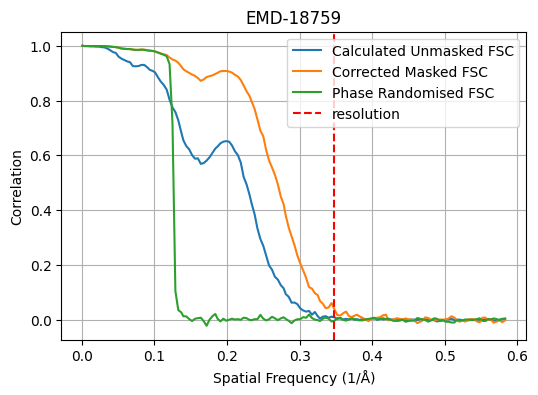 EMD-18759
Calculated Unmasked FSC
Corrected Masked FSC
Phase Randomised FSC
resolution
Correlation
1.0
0.8
0.6
0.4
0.2
0.0
0.0 0.1 0.2 0.3 0.4 0.5 0.6
Spatial Frequency (1/Å)